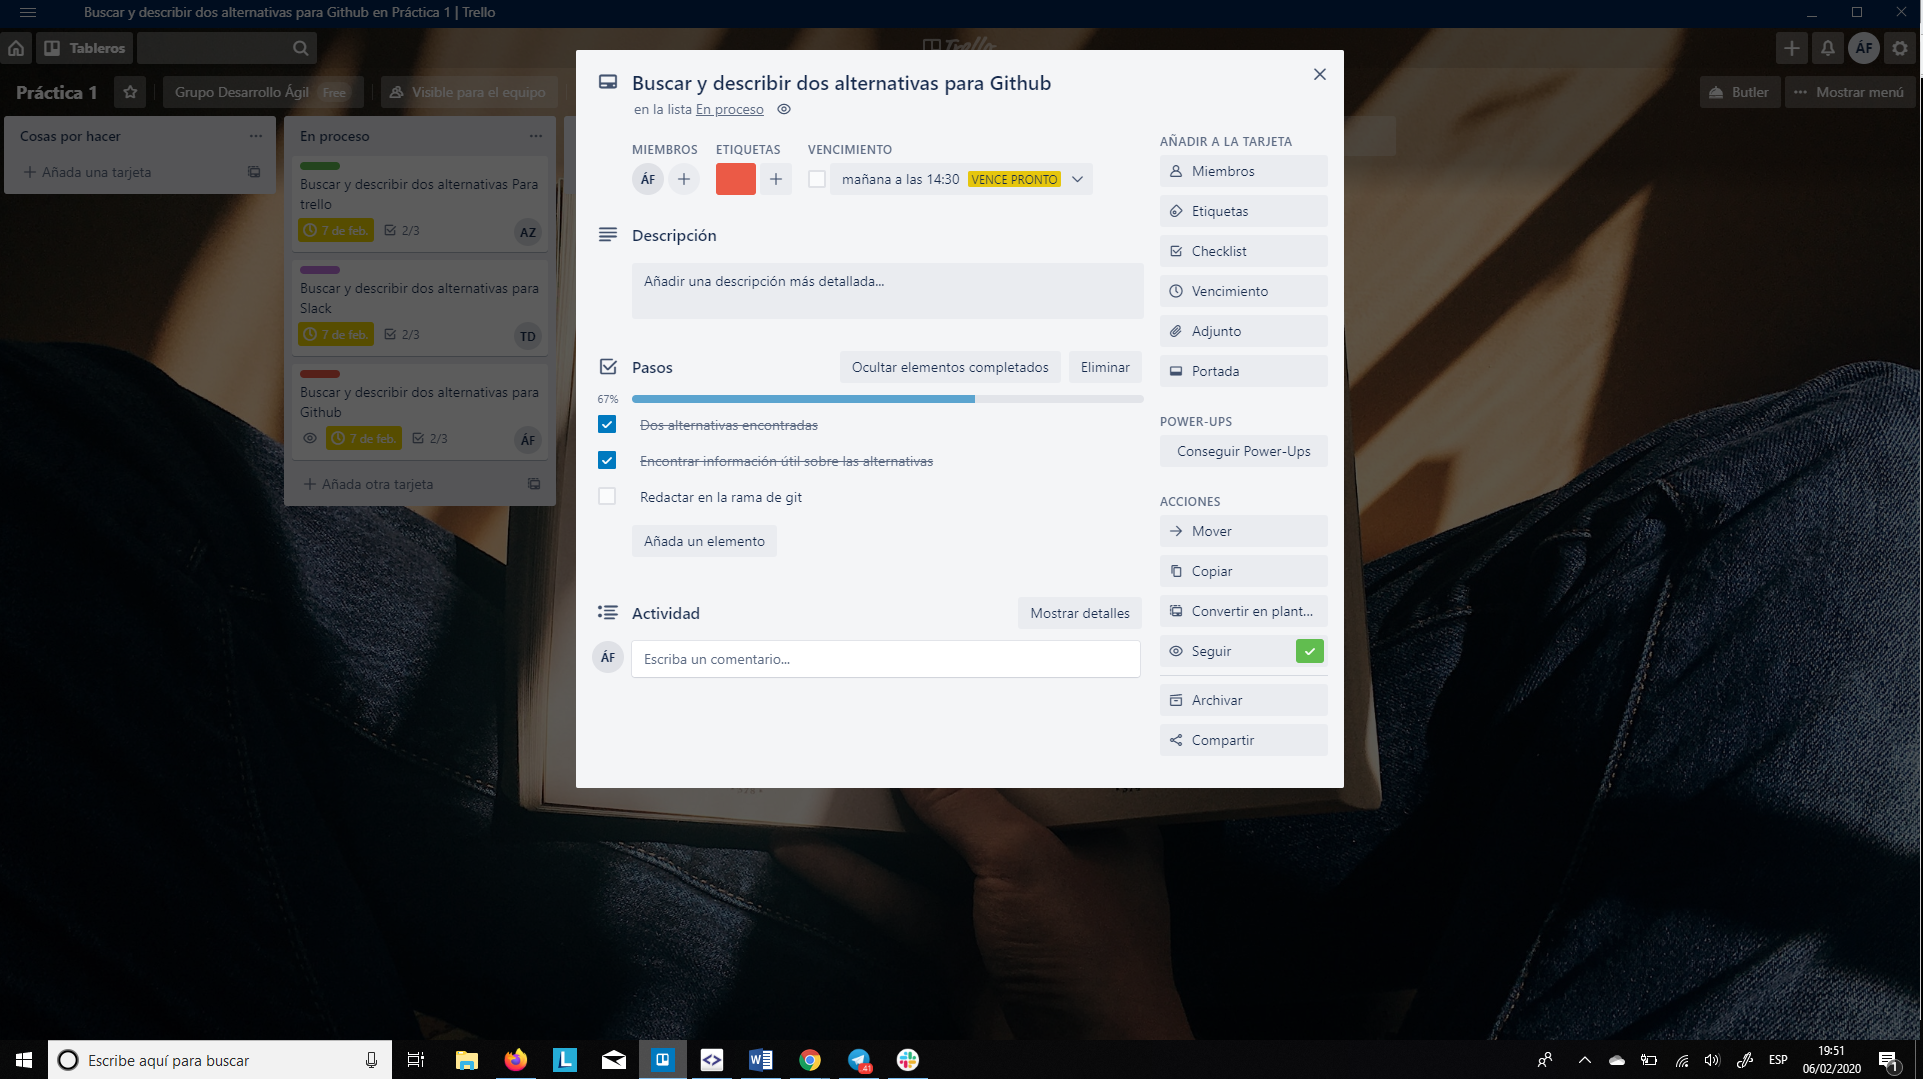 Buscar y describir dos alternativas para Github en Práctica 1 | Trello
Tableros
Trello
ÁF
Práctica 1
Grupo Desarrollo Ágil Free
Visible para el equipo
Butler
Mostrar menú
Cosas por hacer
Añada una tarjeta
En proceso
Buscar y describir dos alternativas Para
trello
7 de feb. 2/3 AZ
Buscar y describir dos alternativas para
Slack
7 de feb. 2/3 TD
Buscar y describir dos alternativas para
Github
7 de feb. 2/3 ÁF
Añada otra tarjeta
Buscar y describir dos alternativas para Github
en la lista En proceso
MIEMBROS ETIQUETAS VENCIMIENTO
ÁF mañana a las 14:30 VENCE PRONTO
Descripción
Añadir una descripción más detallada...
Pasos Ocultar elementos completados Eliminar
67%
Dos alternativas encontradas
Encontrar información útil sobre las alternativas
Redactar en la rama de git
Añada un elemento
Actividad Mostrar detalles
ÁF Escriba un comentario...
AÑADIR A LA TARJETA
Miembros
Etiquetas
Checklist
Vencimiento
Adjunto
Portada
POWER-UPS
Conseguir Power-Ups
ACCIONES
Mover
Copiar
Convertir en plant...
Seguir
Archivar
Compartir
Escribe aquí para buscar
L
41
ESP
19:51
06/02/2020
1